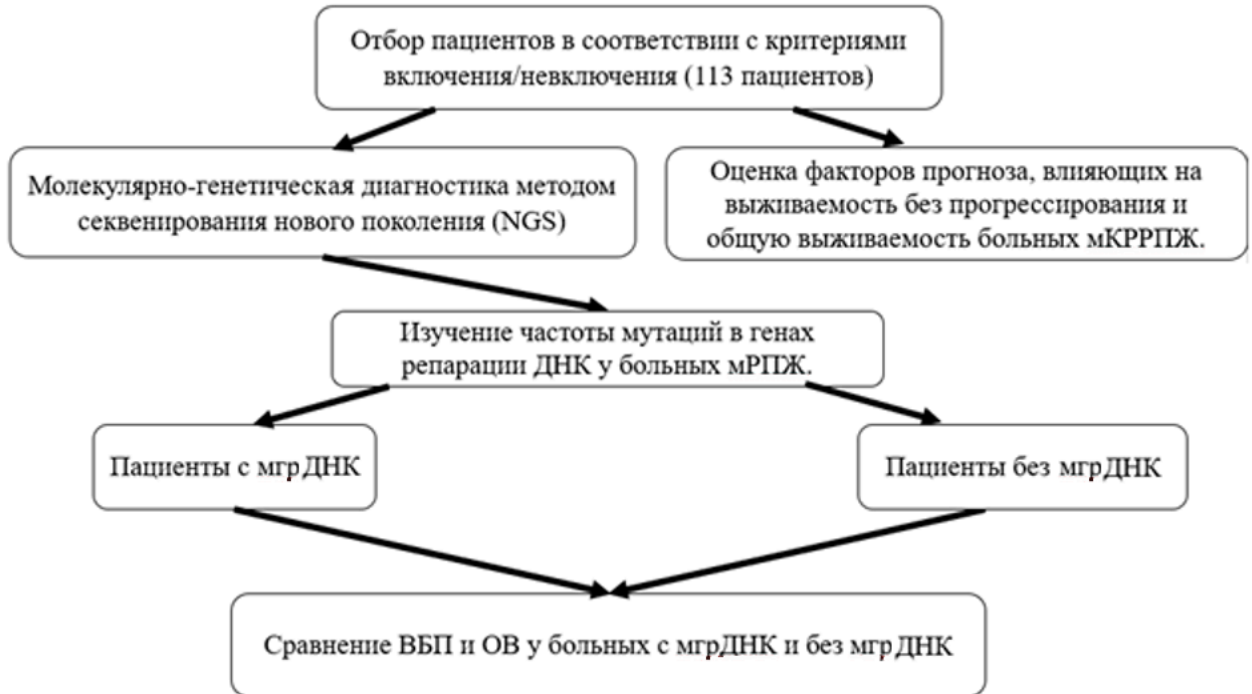 Отбор пациентов в соответствии с критериями
включения/невключения (113 пациентов)
Молекулярно-генетическая диагностика методом
секвенирования нового поколения (NGS)
Оценка факторов прогноза, влияющих на
выживаемость без прогрессирования и
общую выживаемость больных мКРРПЖ.
Изучение частоты мутаций в генах
репарации ДНК у больных мРПЖ.
Пациенты с мгрДНК
Пациенты без мгрДНК
Сравнение ВБП и ОВ у больных с мгрДНК и без мгрДНК